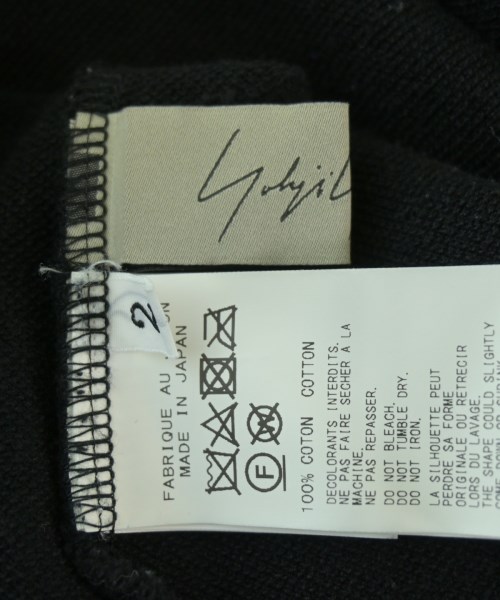 Yohji
2
FABRIQUE AU
MADE IN JAPAN
F
100% COTON COTTON
DECOLORANTS INTERDITS.
NE PAS FAIRE SECHER A LA
MACHINE.
NE PAS REPASSER.
DO NOT BLEACH.
DO NOT TUMBLE DRY.
DO NOT IRON.
LA SILHOUETTE PEUT
PERDRE SA FORME
ORIGINALE OU RETRECIR
LORS DU LAVAGE.
THE SHAPE COULD SLIGHTLY